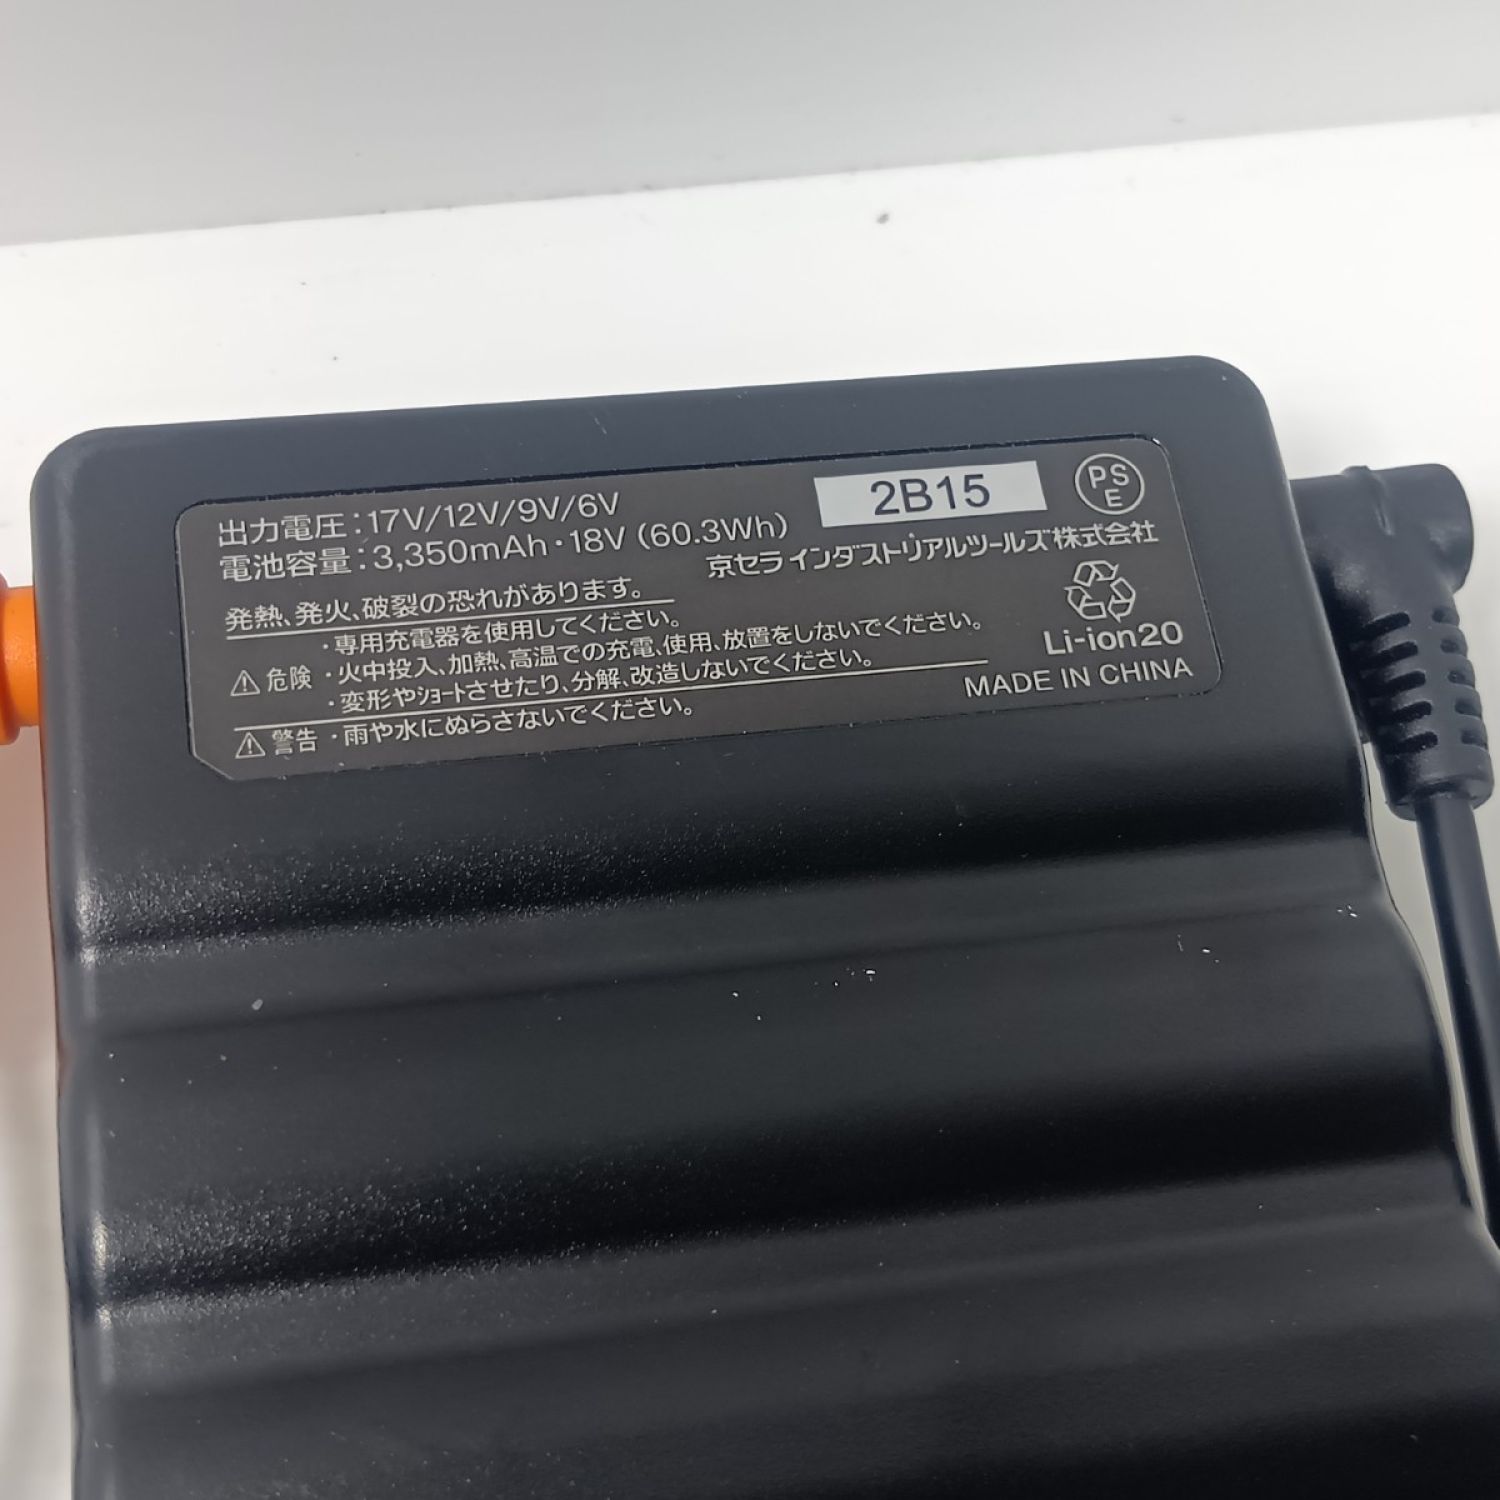 出力電圧:17V/12V/9V/6V
電池容量:3,350mAh・18V (60.3Wh)
2B15
PS
E
京セラ インダストリアルツールズ株式会社
発熱、発火、破裂の恐れがあります。
⚠危険
・専用充電器を使用してください。
・火中投入、加熱、高温での充電、使用、放置をしないでください。
・変形やショートさせたり、分解、改造しないでください。
⚠警告 ・雨や水にぬらさないでください。
Li-ion20
MADE IN CHINA